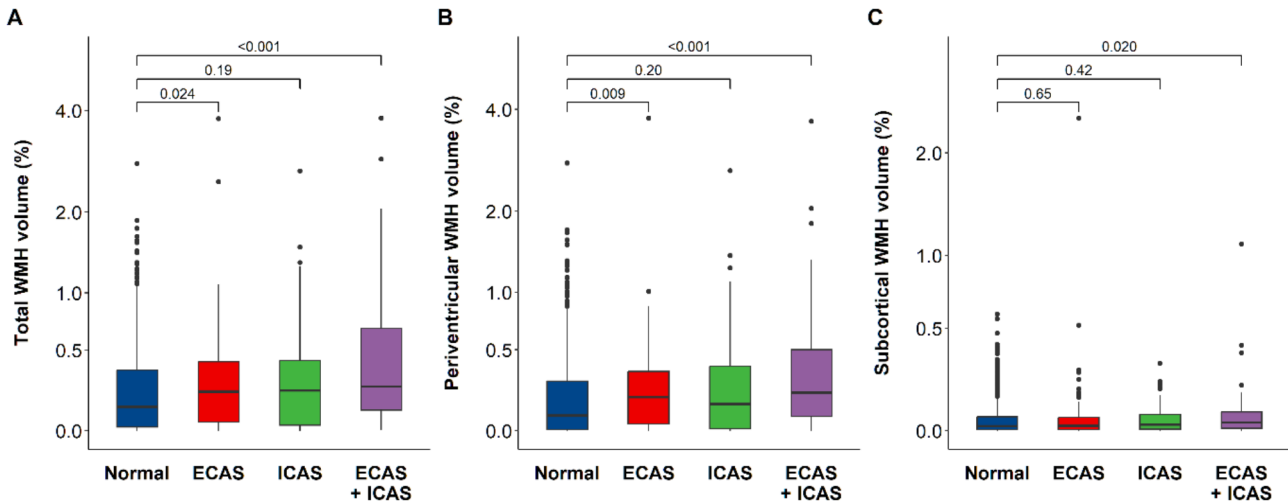 A
Total WMH volume (%)
4.0
2.0
1.0
0.5
0.0
<0.001
0.19
0.024
Normal
ECAS
ICAS
ECAS
+ ICAS
B
Periventricular WMH volume (%)
4.0
2.0
1.0
0.5
0.0
<0.001
0.20
0.009
Normal
ECAS
ICAS
ECAS
+ ICAS
C
Subcortical WMH volume (%)
2.0
1.0
0.5
0.0
0.020
0.42
0.65
Normal
ECAS
ICAS
ECAS
+ ICAS